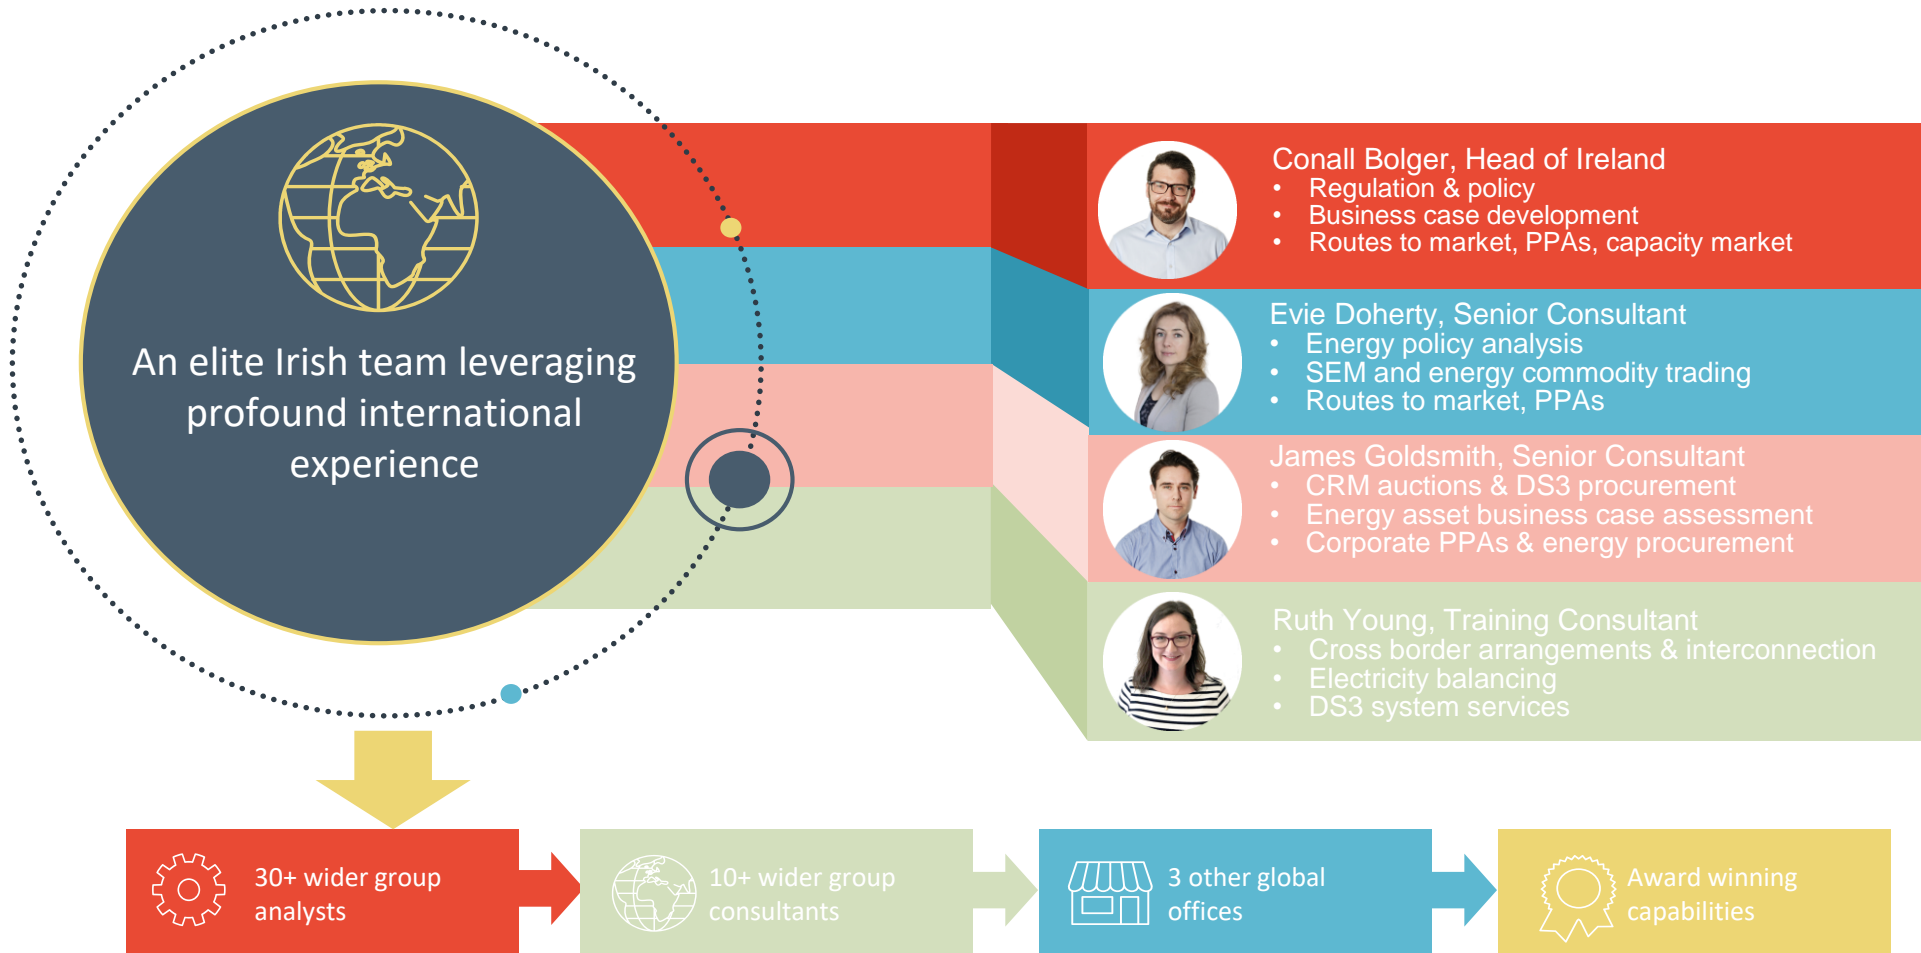 An elite Irish team leveraging
profound international
experience
Conall Bolger, Head of Ireland
• Regulation & policy
• Business case development
• Routes to market, PPAs, capacity market
Evie Doherty, Senior Consultant
• Energy policy analysis
• SEM and energy commodity trading
• Routes to market, PPAs
James Goldsmith, Senior Consultant
• CRM auctions & DS3 procurement
• Energy asset business case assessment
• Corporate PPAs & energy procurement
Ruth Young, Training Consultant
• Cross border arrangements & interconnection
• Electricity balancing
• DS3 system services
30+ wider group
analysts
10+ wider group
consultants
3 other global
offices
Award winning
capabilities